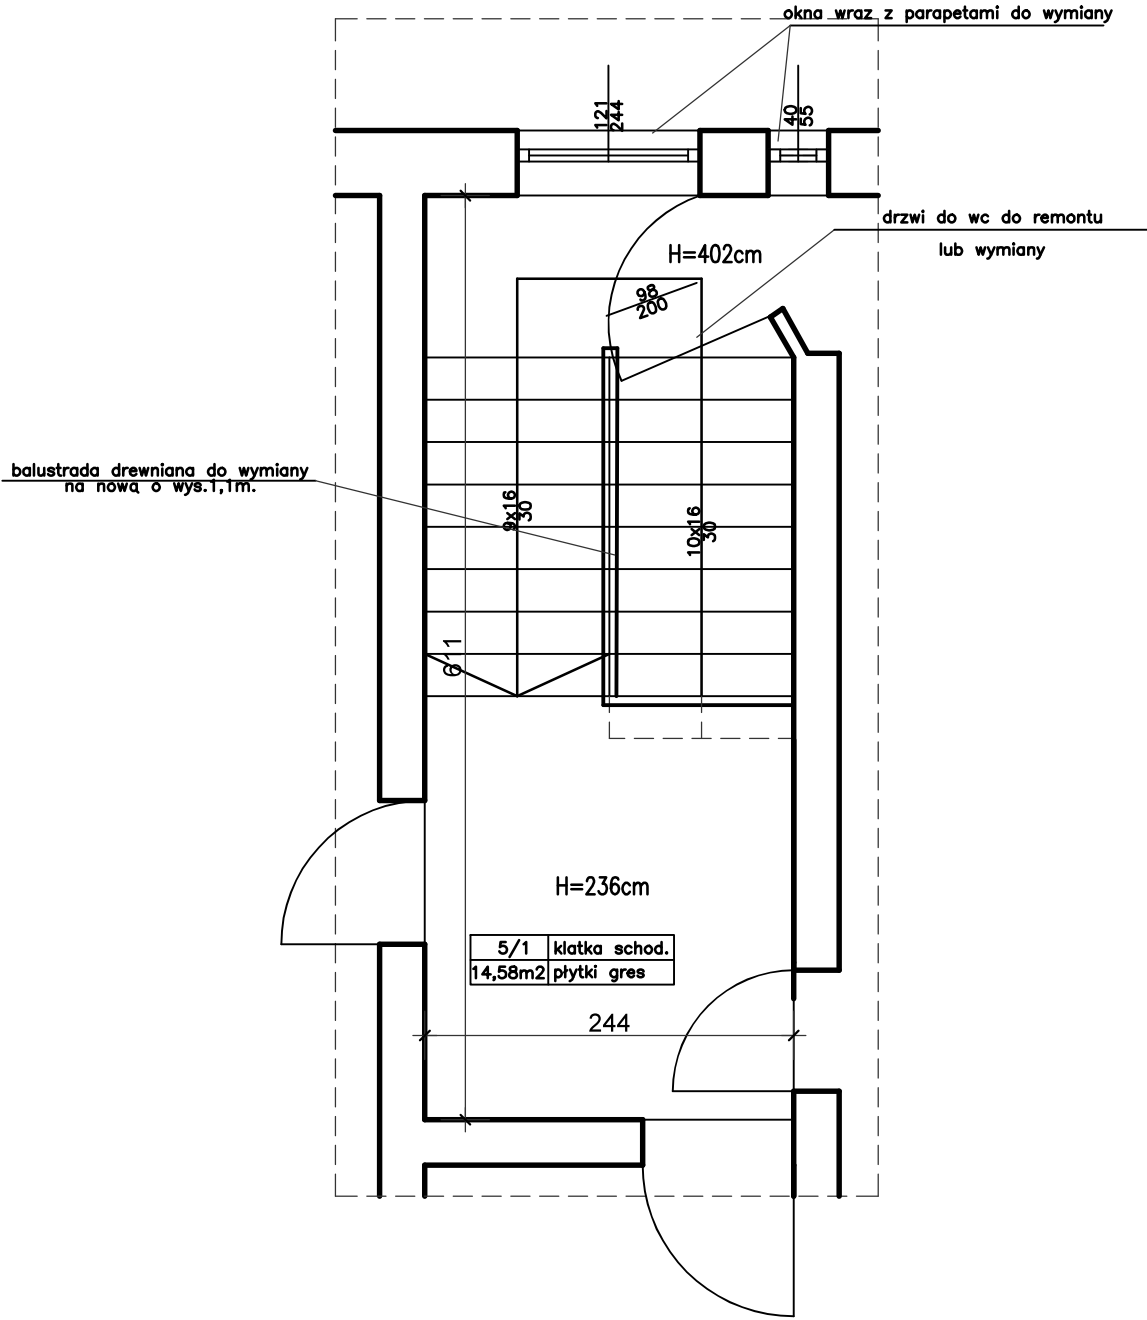 okna wraz z parapetami do wymiany
121
244
40
55
drzwi do wc do remontu
lub wymiany
H=402cm
98
200
balustrada drewniana do wymiany
na nową o wys.1,1m.
9x16
30
10x16
30
611
H=236cm
5/1 klatka schod.
14,58m2 płytki gres
244